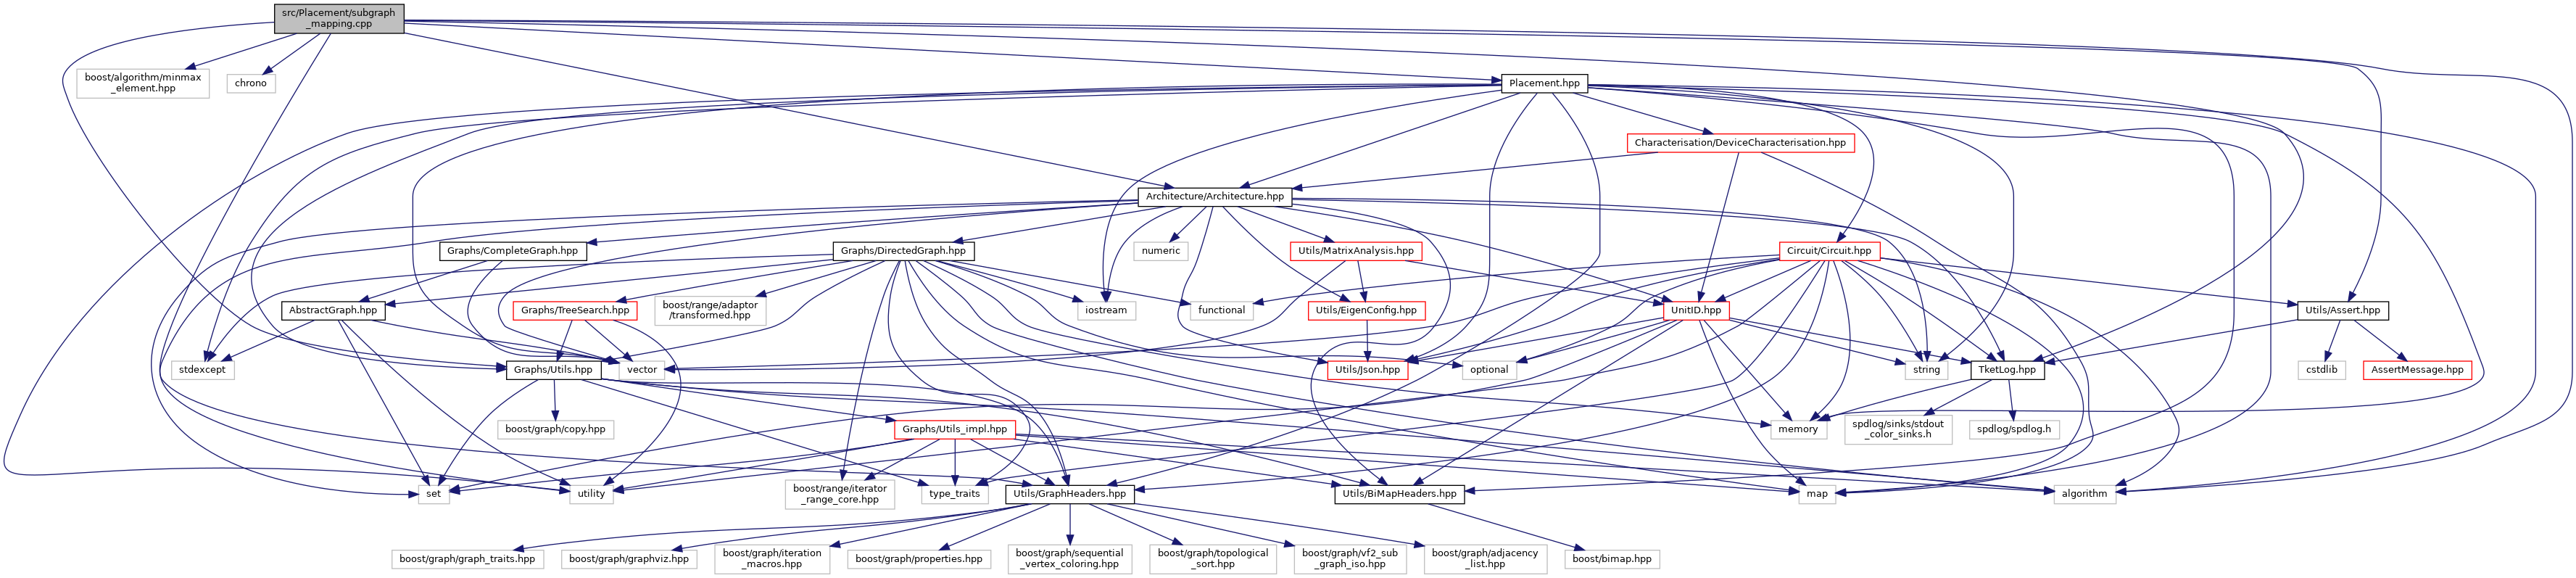 src/Placement/subgraph
_mapping.cpp
boost/algorithm/minmax
_element.hpp
chrono
Placement.hpp
Characterisation/DeviceCharacterisation.hpp
Architecture/Architecture.hpp
Graphs/CompleteGraph.hpp
Graphs/DirectedGraph.hpp
numeric
Utils/MatrixAnalysis.hpp
Circuit/Circuit.hpp
AbstractGraph.hpp
Graphs/TreeSearch.hpp
boost/range/adaptor
/transformed.hpp
iostream
functional
Utils/EigenConfig.hpp
UnitID.hpp
Utils/Assert.hpp
stdexcept
Graphs/Utils.hpp
vector
Utils/Json.hpp
optional
string
TketLog.hpp
cstdlib
AssertMessage.hpp
boost/graph/copy.hpp
Graphs/Utils_impl.hpp
memory
spdlog/sinks/stdout
_color_sinks.h
spdlog/spdlog.h
set
utility
boost/range/iterator
_range_core.hpp
type_traits
Utils/GraphHeaders.hpp
Utils/BiMapHeaders.hpp
map
algorithm
boost/graph/graph_traits.hpp
boost/graph/graphviz.hpp
boost/graph/iteration
_macros.hpp
boost/graph/properties.hpp
boost/graph/sequential
_vertex_coloring.hpp
boost/graph/topological
_sort.hpp
boost/graph/vf2_sub
_graph_iso.hpp
boost/graph/adjacency
_list.hpp
boost/bimap.hpp